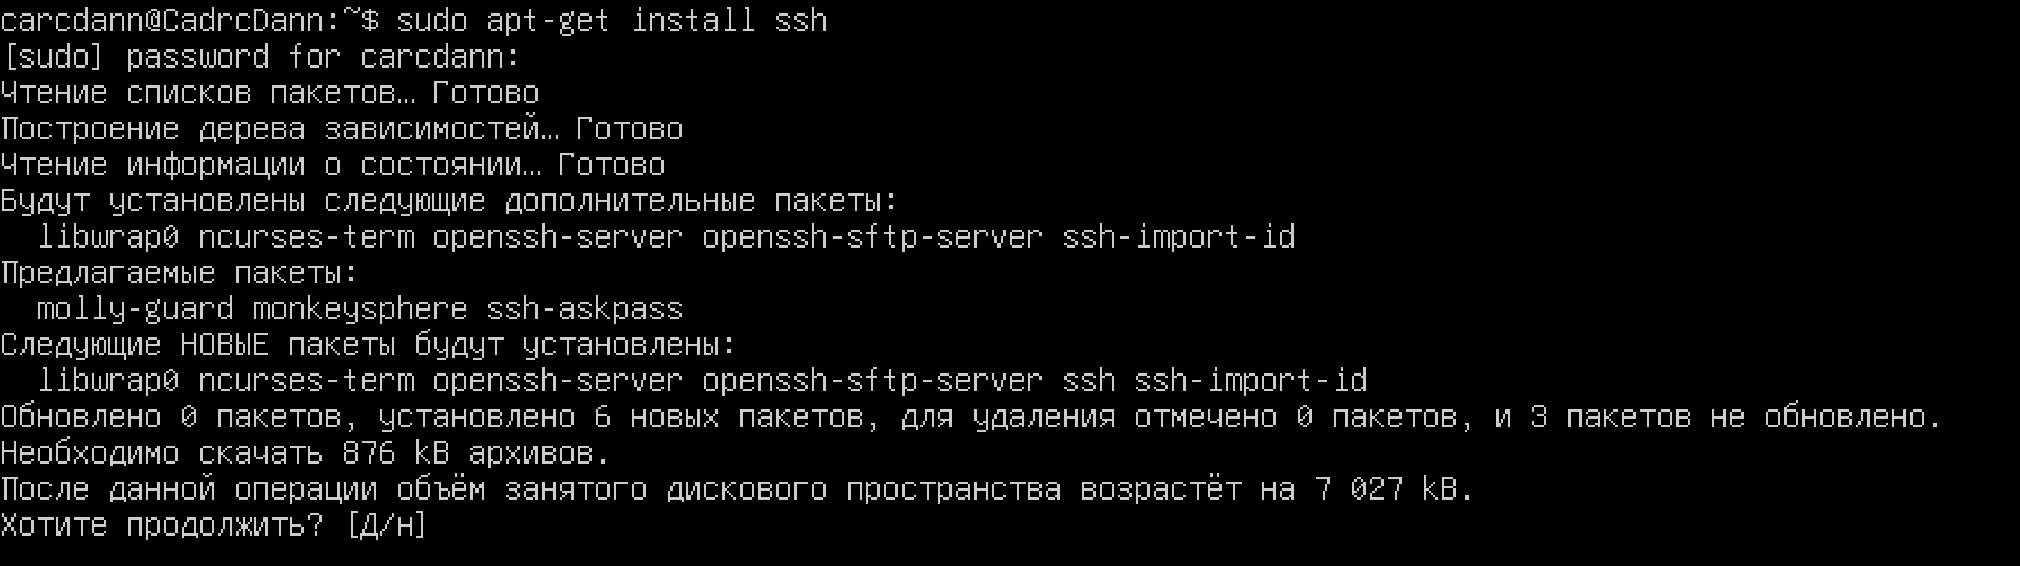 carcdann@CadrcDann:~$ sudo apt-get install ssh
[sudo] password for carcdann:
Чтение списков пакетов… Готово
Построение дерева зависимостей… Готово
Чтение информации о состоянии… Готово
Будут установлены следующие дополнительные пакеты:
  libwrap0 ncurses-term openssh-server openssh-sftp-server ssh-import-id
Предлагаемые пакеты:
  molly-guard monkeysphere ssh-askpass
Следующие НОВЫЕ пакеты будут установлены:
  libwrap0 ncurses-term openssh-server openssh-sftp-server ssh ssh-import-id
Обновлено 0 пакетов, установлено 6 новых пакетов, для удаления отмечено 0 пакетов, и 3 пакетов не обновлено.
Необходимо скачать 876 kB архивов.
После данной операции объём занятого дискового пространства возрастёт на 7 027 kB.
Хотите продолжить? [Д/н]